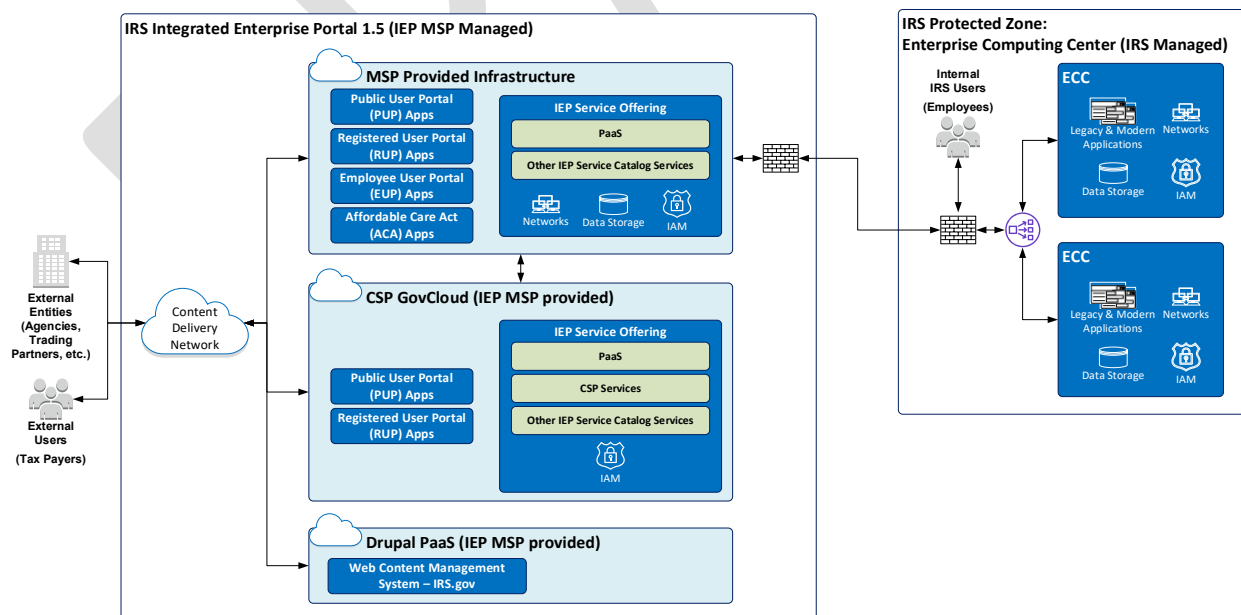 IRS Integrated Enterprise Portal 1.5 (IEP MSP Managed)
MSP Provided Infrastructure
Public User Portal
(PUP) Apps
Registered User Portal
(RUP) Apps
Employee User Portal
(EUP) Apps
Affordable Care Act
(ACA) Apps
IEP Service Offering
PaaS
Other IEP Service Catalog Services
Networks
Data Storage
IAM
External
Entities
(Agencies,
Trading
Partners, etc.)
External
Users
(Tax Payers)
Content
Delivery
Network
CSP GovCloud (IEP MSP provided)
Public User Portal
(PUP) Apps
Registered User Portal
(RUP) Apps
IEP Service Offering
PaaS
CSP Services
Other IEP Service Catalog Services
IAM
Drupal PaaS (IEP MSP provided)
Web Content Management
System – IRS.gov
IRS Protected Zone:
Enterprise Computing Center (IRS Managed)
Internal
IRS Users
(Employees)
ECC
Legacy & Modern
Applications
Networks
Data Storage
IAM
ECC
Legacy & Modern
Applications
Networks
Data Storage
IAM